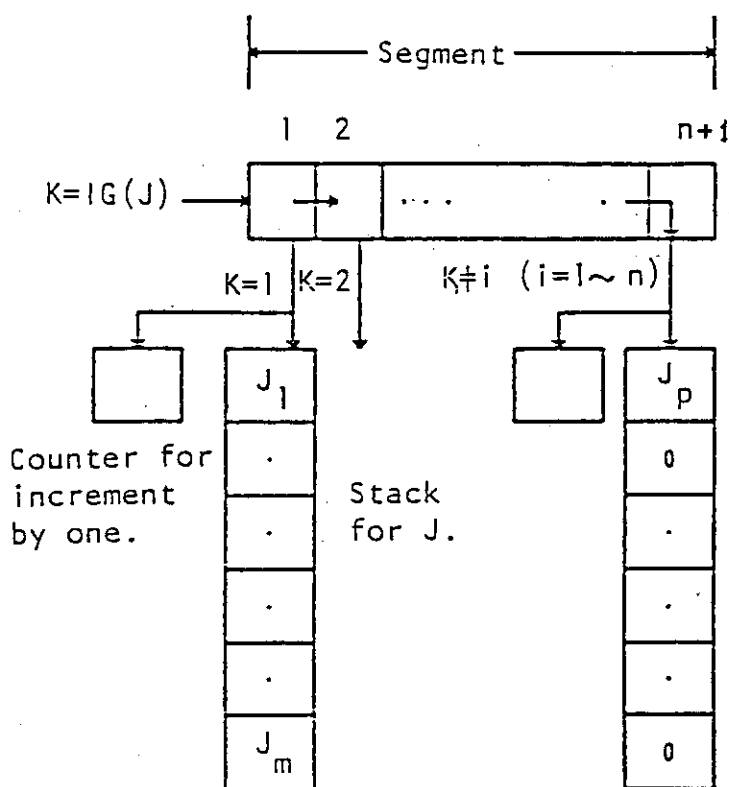 Segment
1 2 n+1
K=IG(J) ... .
K=1 K=2 K≠i (i=1~ n)
J1 Jp
Counter for increment by one.
. 0
Stack for J.
. .
. .
. .
Jm 0